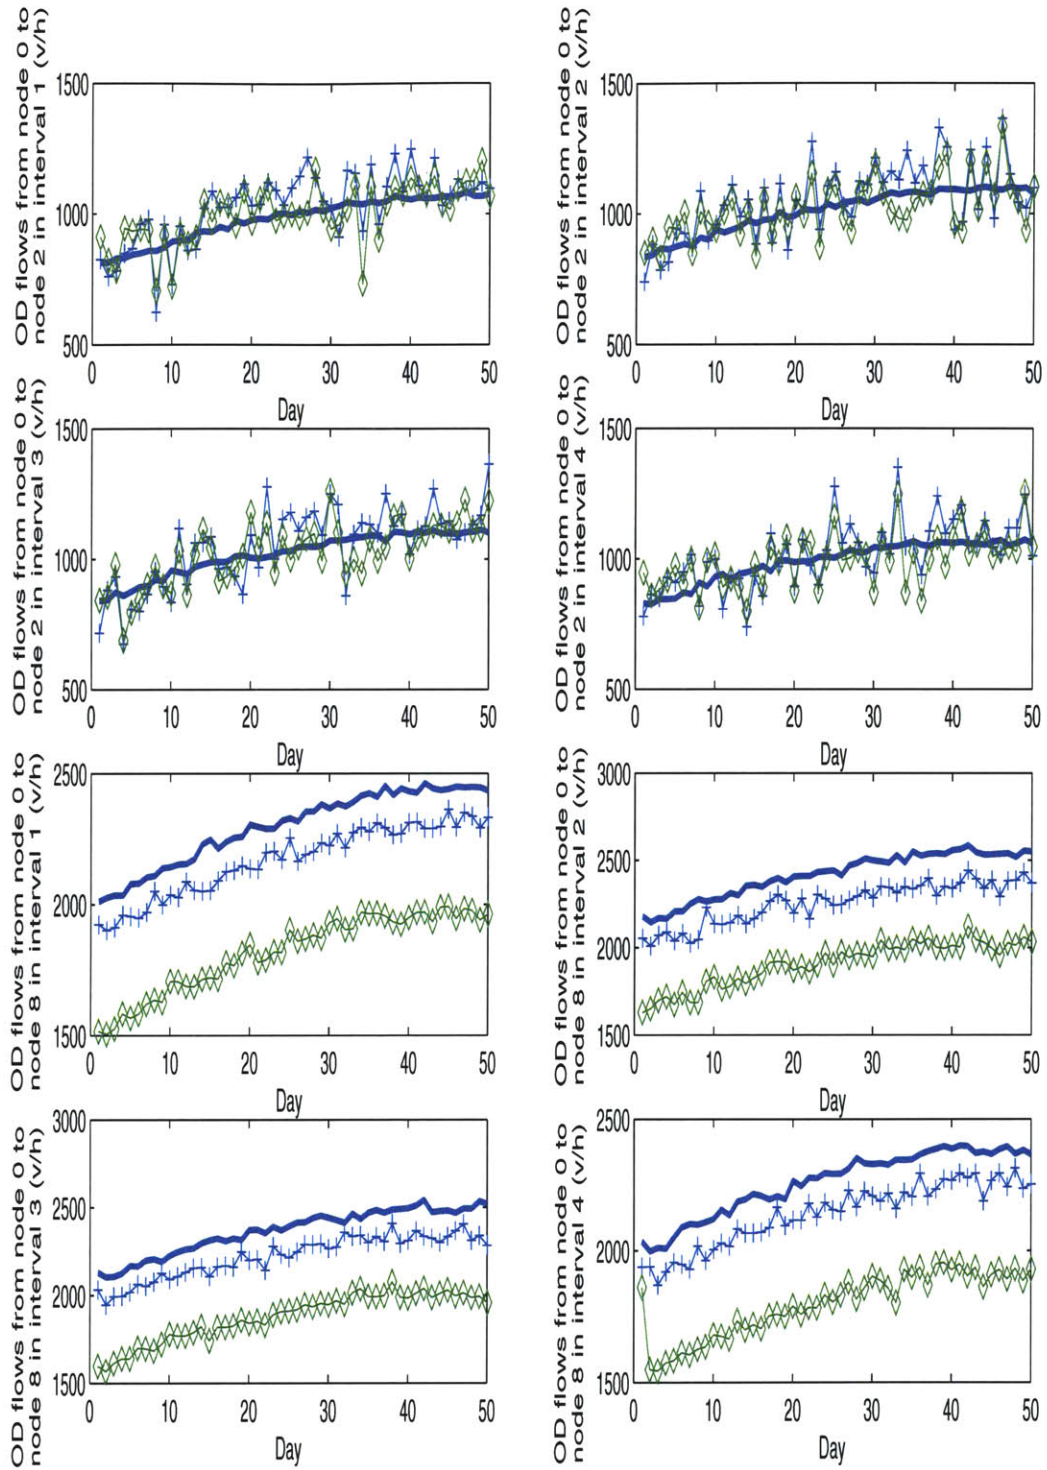 OD flows from node 0 to
node 2 in interval 1 (v/h)
1500
1000
500
0 10 20 30 40 50
Day
OD flows from node 0 to
node 2 in interval 2 (v/h)
1500
1000
500
0 10 20 30 40 50
Day
OD flows from node 0 to
node 2 in interval 3 (v/h)
1500
1000
500
0 10 20 30 40 50
Day
OD flows from node 0 to
node 2 in interval 4 (v/h)
1500
1000
500
0 10 20 30 40 50
Day
OD flows from node 0 to
node 8 in interval 1 (v/h)
2500
2000
1500
0 10 20 30 40 50
Day
OD flows from node 0 to
node 8 in interval 2 (v/h)
3000
2500
2000
1500
0 10 20 30 40 50
Day
OD flows from node 0 to
node 8 in interval 3 (v/h)
3000
2500
2000
1500
0 10 20 30 40 50
Day
OD flows from node 0 to
node 8 in interval 4 (v/h)
2500
2000
1500
0 10 20 30 40 50
Day